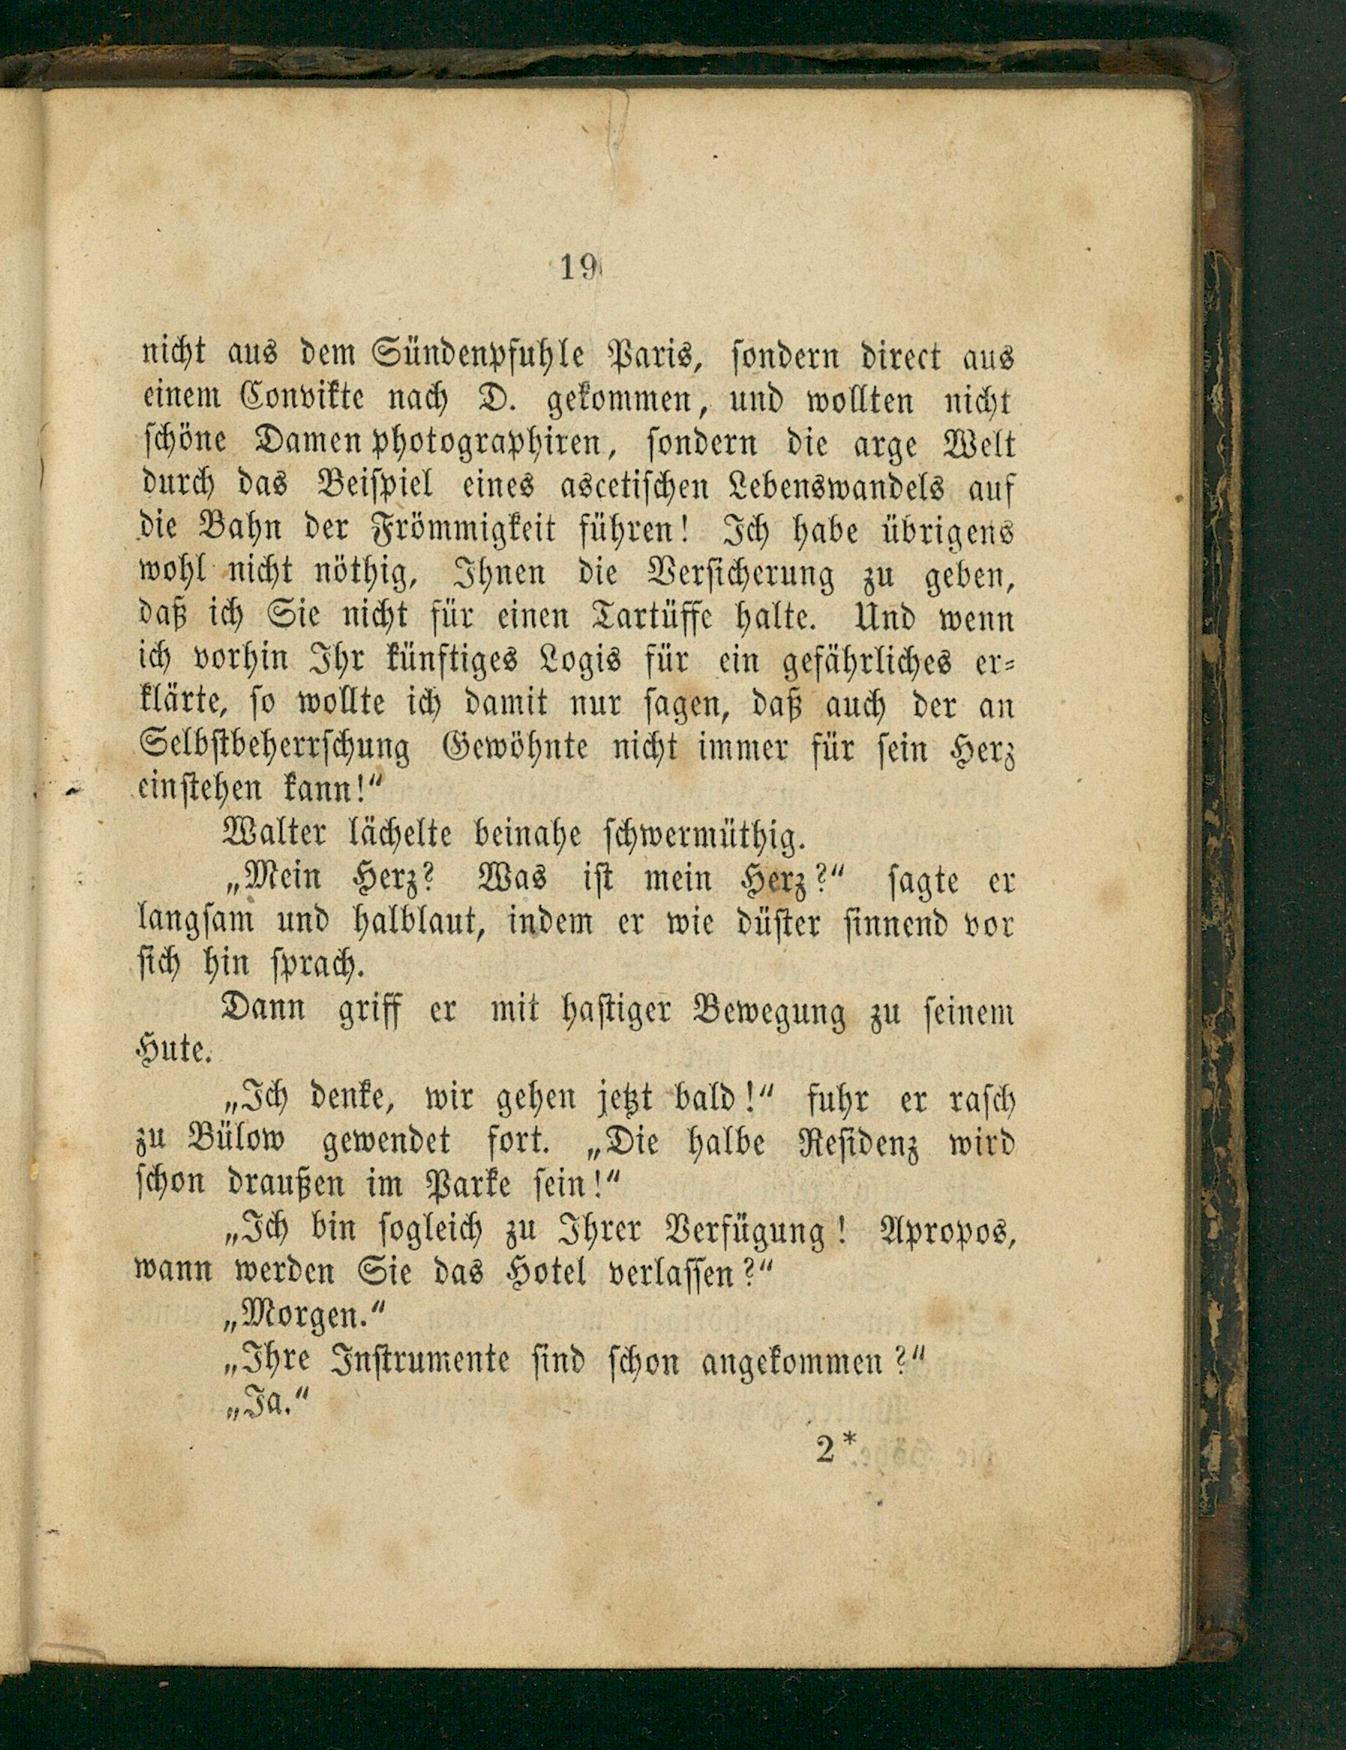 19
nicht aus dem Sündenpfuhle Paris, sondern direct aus
einem Convikte nach D. gekommen, und wollten nicht
schöne Damen photographiren, sondern die arge Welt
durch das Beispiel eines ascetischen Lebenswandels auf
die Bahn der Frömmigkeit führen! Ich habe übrigens
wohl nicht nöthig, Ihnen die Versicherung zu geben,
daß ich Sie nicht für einen Tartüffe halte. Und wenn
ich vorhin Ihr künftiges Logis für ein gefährliches er-
klärte, so wollte ich damit nur sagen, daß auch der an
Selbstbeherrschung Gewöhnte nicht immer für sein Herz
einstehen kann!“
Walter lächelte beinahe schwermüthig.
„Mein Herz? Was ist mein Herz?“ sagte er
langsam und halblaut, indem er wie düster sinnend vor
sich hin sprach.
Dann griff er mit hastiger Bewegung zu seinem
Hute.
„Ich denke, wir gehen jetzt bald!“ fuhr er rasch
zu Bülow gewendet fort. „Die halbe Residenz wird
schon draußen im Parke sein!“
„Ich bin sogleich zu Ihrer Verfügung! Apropos,
wann werden Sie das Hotel verlassen?“
„Morgen.“
„Ihre Instrumente sind schon angekommen?“
„Ja.“
2*